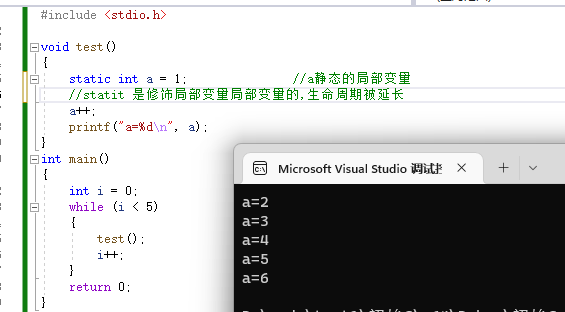 #include <stdio.h>
void test()
{
static int a = 1; //a静态的局部变量
//statit 是修饰局部变量局部变量的,生命周期被延长
a++;
printf("a=%d\n", a);
}
int main()
{
int i = 0;
while (i < 5)
{
test();
i++;
}
return 0;
}
Microsoft Visual Studio 调试
a=2
a=3
a=4
a=5
a=6